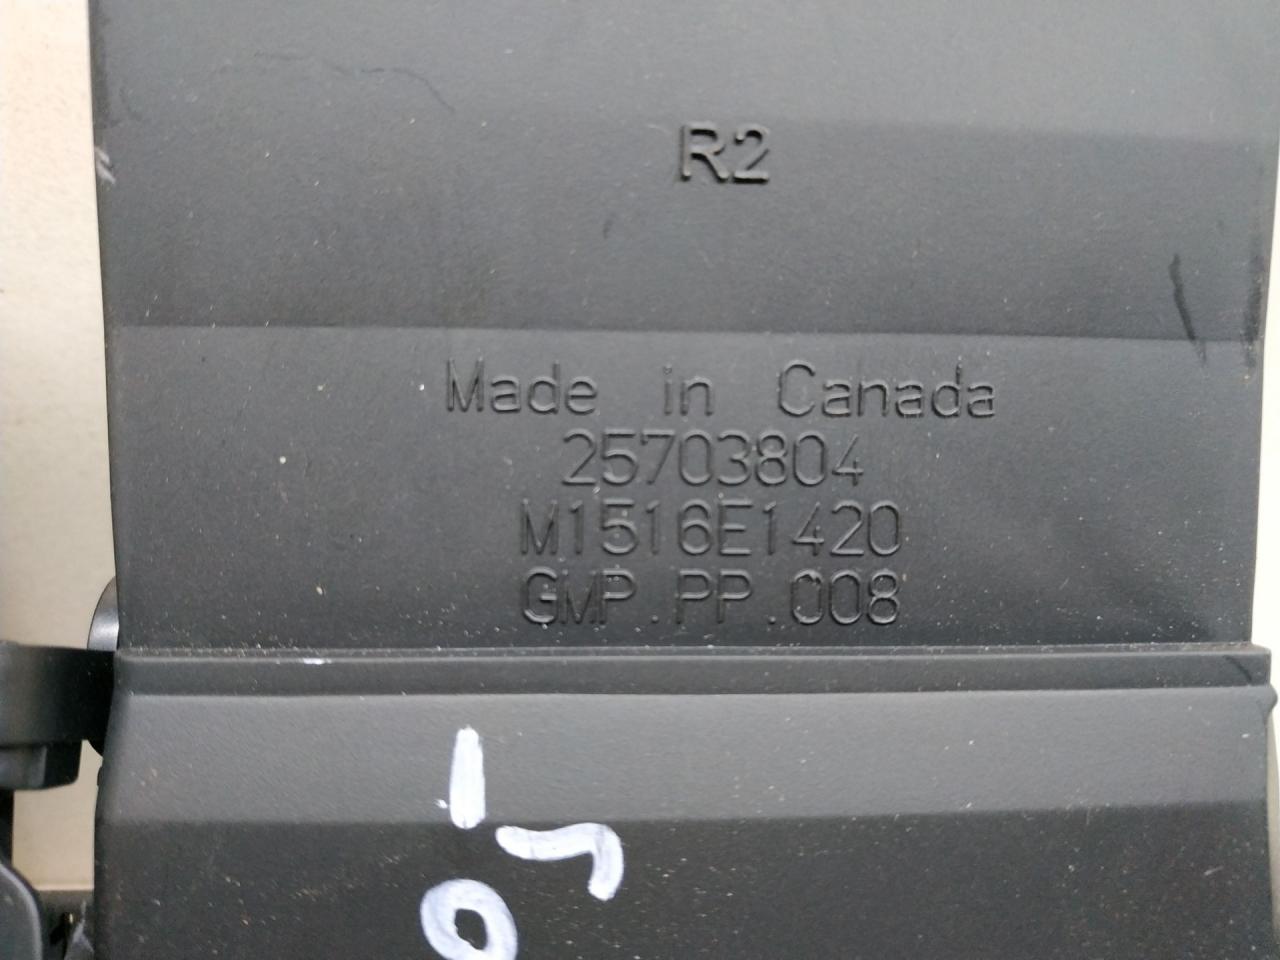 R2
Made in Canada
25703804
M1516E1420
GMP.PP.008